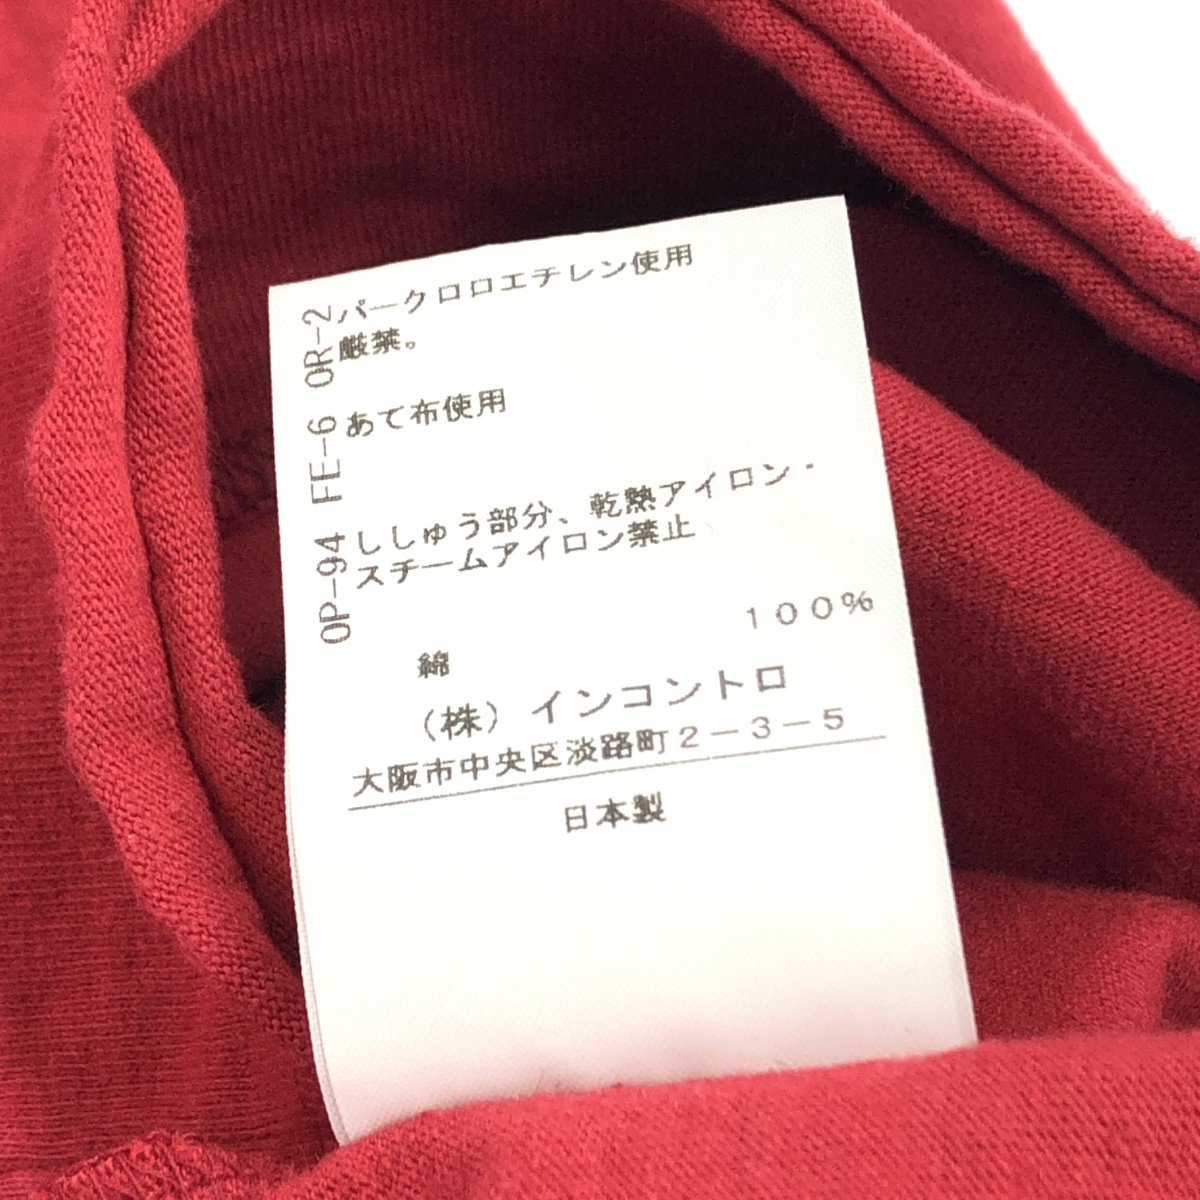 OR-2 パークロロエチレン使用
厳禁。
FE-6 あて布使用
OP-94 ししゅう部分、乾熱アイロン・
スチームアイロン禁止
綿 100%
(株)インコントロ
大阪市中央区淡路町2-3-5
日本製